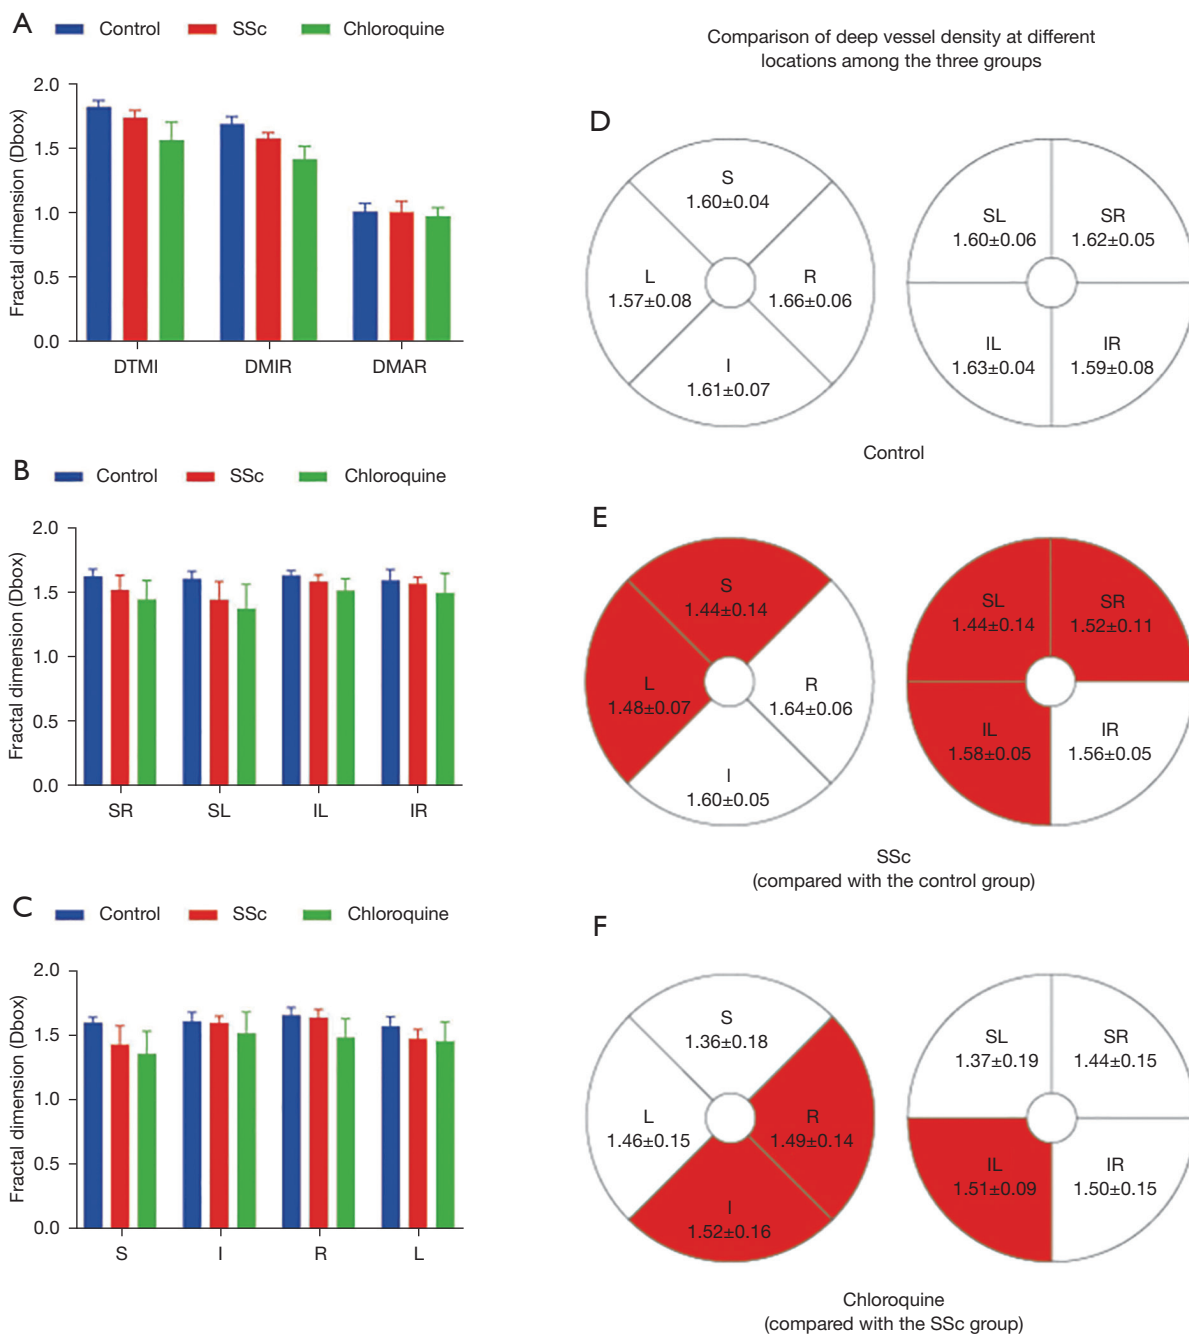 A
Control SSc Chloroquine
Fractal dimension (Dbox)
2.0
1.5
1.0
0.5
0.0
DTMI DMIR DMAR
B
Control SSc Chloroquine
Fractal dimension (Dbox)
2.0
1.5
1.0
0.5
0.0
SR SL IL IR
C
Control SSc Chloroquine
Fractal dimension (Dbox)
2.0
1.5
1.0
0.5
0.0
S I R L
Comparison of deep vessel density at different
locations among the three groups
D
S
1.60±0.04
L
1.57±0.08
R
1.66±0.06
I
1.61±0.07
SL
1.60±0.06
SR
1.62±0.05
IL
1.63±0.04
IR
1.59±0.08
Control
E
S
1.44±0.14
L
1.48±0.07
R
1.64±0.06
I
1.60±0.05
SL
1.44±0.14
SR
1.52±0.11
IL
1.58±0.05
IR
1.56±0.05
SSc
(compared with the control group)
F
S
1.36±0.18
L
1.46±0.15
R
1.49±0.14
I
1.52±0.16
SL
1.37±0.19
SR
1.44±0.15
IL
1.51±0.09
IR
1.50±0.15
Chloroquine
(compared with the SSc group)